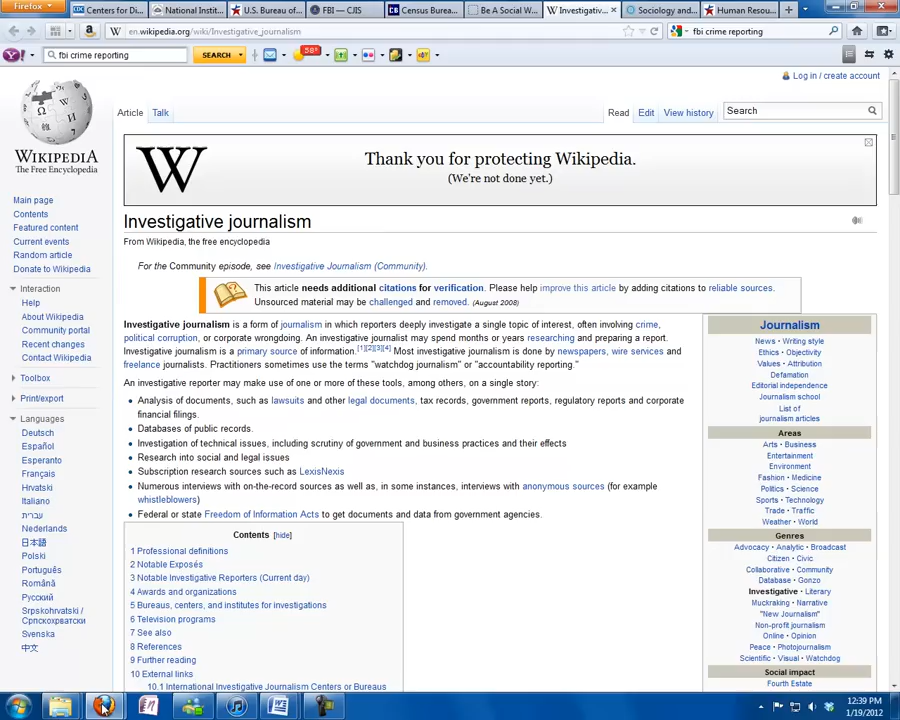 Firefox
Centers for Di...
National Instit...
U.S. Bureau of...
FBI — CJIS
Census Burea...
Be A Social W...
Investigativ...
Sociology and...
Human Resou...
en.wikipedia.org/wiki/Investigative_journalism
fbi crime reporting
fbi crime reporting
SEARCH
58°
Log in / create account
Article
Talk
Read
Edit
View history
Search
WIKIPEDIA
The Free Encyclopedia
Main page
Contents
Featured content
Current events
Random article
Donate to Wikipedia
Interaction
Help
About Wikipedia
Community portal
Recent changes
Contact Wikipedia
Toolbox
Print/export
Languages
Deutsch
Español
Esperanto
Français
Hrvatski
Italiano
עברית
Nederlands
日本語
Polski
Português
Română
Русский
Srpskohrvatski /
Српскохрватски
Svenska
中文
W
Thank you for protecting Wikipedia.
(We're not done yet.)
Investigative journalism
From Wikipedia, the free encyclopedia
For the Community episode, see Investigative Journalism (Community).
This article needs additional citations for verification. Please help improve this article by adding citations to reliable sources.
Unsourced material may be challenged and removed. (August 2008)
Investigative journalism is a form of journalism in which reporters deeply investigate a single topic of interest, often involving crime,
political corruption, or corporate wrongdoing. An investigative journalist may spend months or years researching and preparing a report.
Investigative journalism is a primary source of information.[1][2][3][4] Most investigative journalism is done by newspapers, wire services and
freelance journalists. Practitioners sometimes use the terms "watchdog journalism" or "accountability reporting."
An investigative reporter may make use of one or more of these tools, among others, on a single story:
Analysis of documents, such as lawsuits and other legal documents, tax records, government reports, regulatory reports and corporate
financial filings.
Databases of public records.
Investigation of technical issues, including scrutiny of government and business practices and their effects
Research into social and legal issues
Subscription research sources such as LexisNexis
Numerous interviews with on-the-record sources as well as, in some instances, interviews with anonymous sources (for example
whistleblowers)
Federal or state Freedom of Information Acts to get documents and data from government agencies.
Contents [hide]
1 Professional definitions
2 Notable Exposés
3 Notable Investigative Reporters (Current day)
4 Awards and organizations
5 Bureaus, centers, and institutes for investigations
6 Television programs
7 See also
8 References
9 Further reading
10 External links
10.1 International Investigative Journalism Centers or Bureaus
Journalism
News • Writing style
Ethics • Objectivity
Values • Attribution
Defamation
Editorial independence
Journalism school
List of
journalism articles
Areas
Arts • Business
Entertainment
Environment
Fashion • Medicine
Politics • Science
Sports • Technology
Trade • Traffic
Weather • World
Genres
Advocacy • Analytic • Broadcast
Citizen • Civic
Collaborative • Community
Database • Gonzo
Investigative • Literary
Muckraking • Narrative
"New Journalism"
Non-profit journalism
Online • Opinion
Peace • Photojournalism
Scientific • Visual • Watchdog
Social impact
Fourth Estate
12:39 PM
1/19/2012